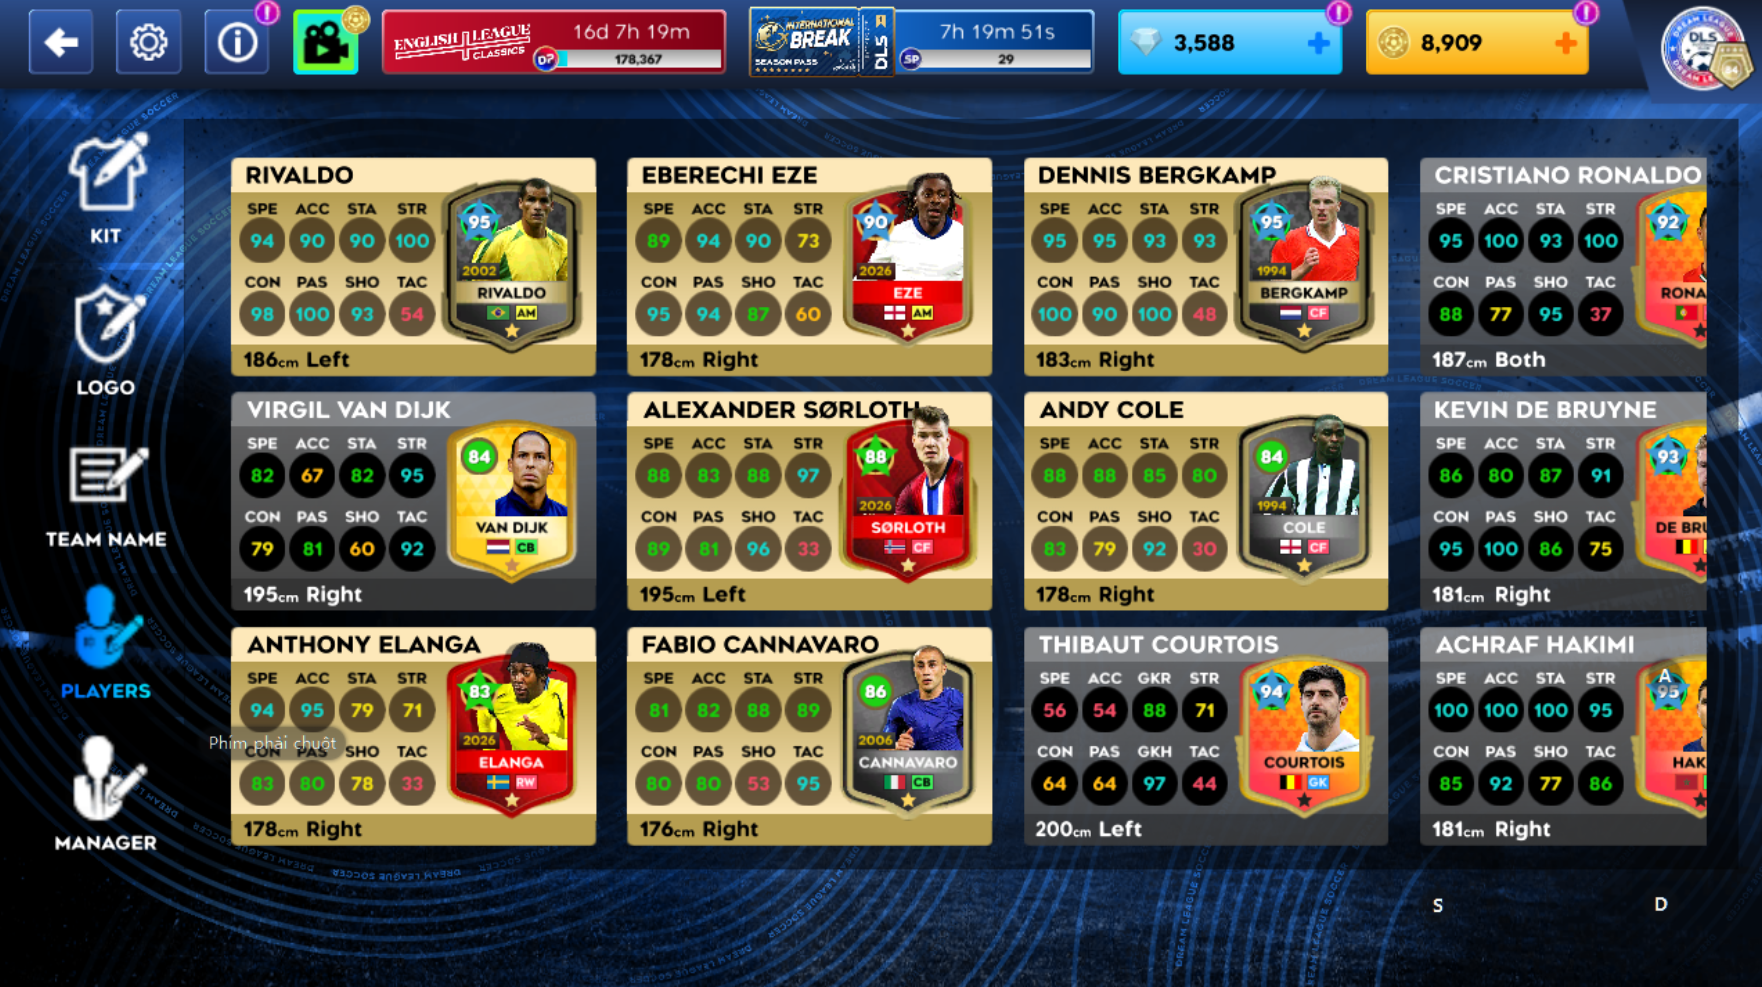 ENGLISH LEAGUE
CLASSICS
16d 7h 19m
DP
178,367
INTERNATIONAL
BREAK
SEASON PASS
DLS
7h 19m 51s
SP
29
3,588
8,909
DREAM LEAGUE
DLS
84
KIT
LOGO
TEAM NAME
PLAYERS
MANAGER
RIVALDO
SPE ACC STA STR
94 90 90 100
CON PAS SHO TAC
98 100 93 54
186cm Left
95
2002
RIVALDO
AM
EBERECHI EZE
SPE ACC STA STR
89 94 90 73
CON PAS SHO TAC
95 94 87 60
178cm Right
90
2026
EZE
AM
DENNIS BERGKAMP
SPE ACC STA STR
95 95 93 93
CON PAS SHO TAC
100 90 100 48
183cm Right
95
1994
BERGKAMP
CF
CRISTIANO RONALDO
SPE ACC STA STR
95 100 93 100
CON PAS SHO TAC
88 77 95 37
187cm Both
92
RONA
VIRGIL VAN DIJK
SPE ACC STA STR
82 67 82 95
CON PAS SHO TAC
79 81 60 92
195cm Right
84
VAN DIJK
CB
ALEXANDER SØRLOTH
SPE ACC STA STR
88 83 88 97
CON PAS SHO TAC
89 81 96 33
195cm Left
88
2026
SØRLOTH
CF
ANDY COLE
SPE ACC STA STR
88 88 85 80
CON PAS SHO TAC
83 79 92 30
178cm Right
84
1994
COLE
CF
KEVIN DE BRUYNE
SPE ACC STA STR
86 80 87 91
CON PAS SHO TAC
95 100 86 75
181cm Right
93
DE BRU
ANTHONY ELANGA
SPE ACC STA STR
94 95 79 71
Phím phải chuột
CON PAS SHO TAC
83 80 78 33
178cm Right
83
2026
ELANGA
RW
FABIO CANNAVARO
SPE ACC STA STR
81 82 88 89
CON PAS SHO TAC
80 80 53 95
176cm Right
86
2006
CANNAVARO
CB
THIBAUT COURTOIS
SPE ACC GKR STR
56 54 88 71
CON PAS GKH TAC
64 64 97 44
200cm Left
94
COURTOIS
GK
ACHRAF HAKIMI
SPE ACC STA STR
100 100 100 95
CON PAS SHO TAC
85 92 77 86
181cm Right
A
95
HAK
S
D